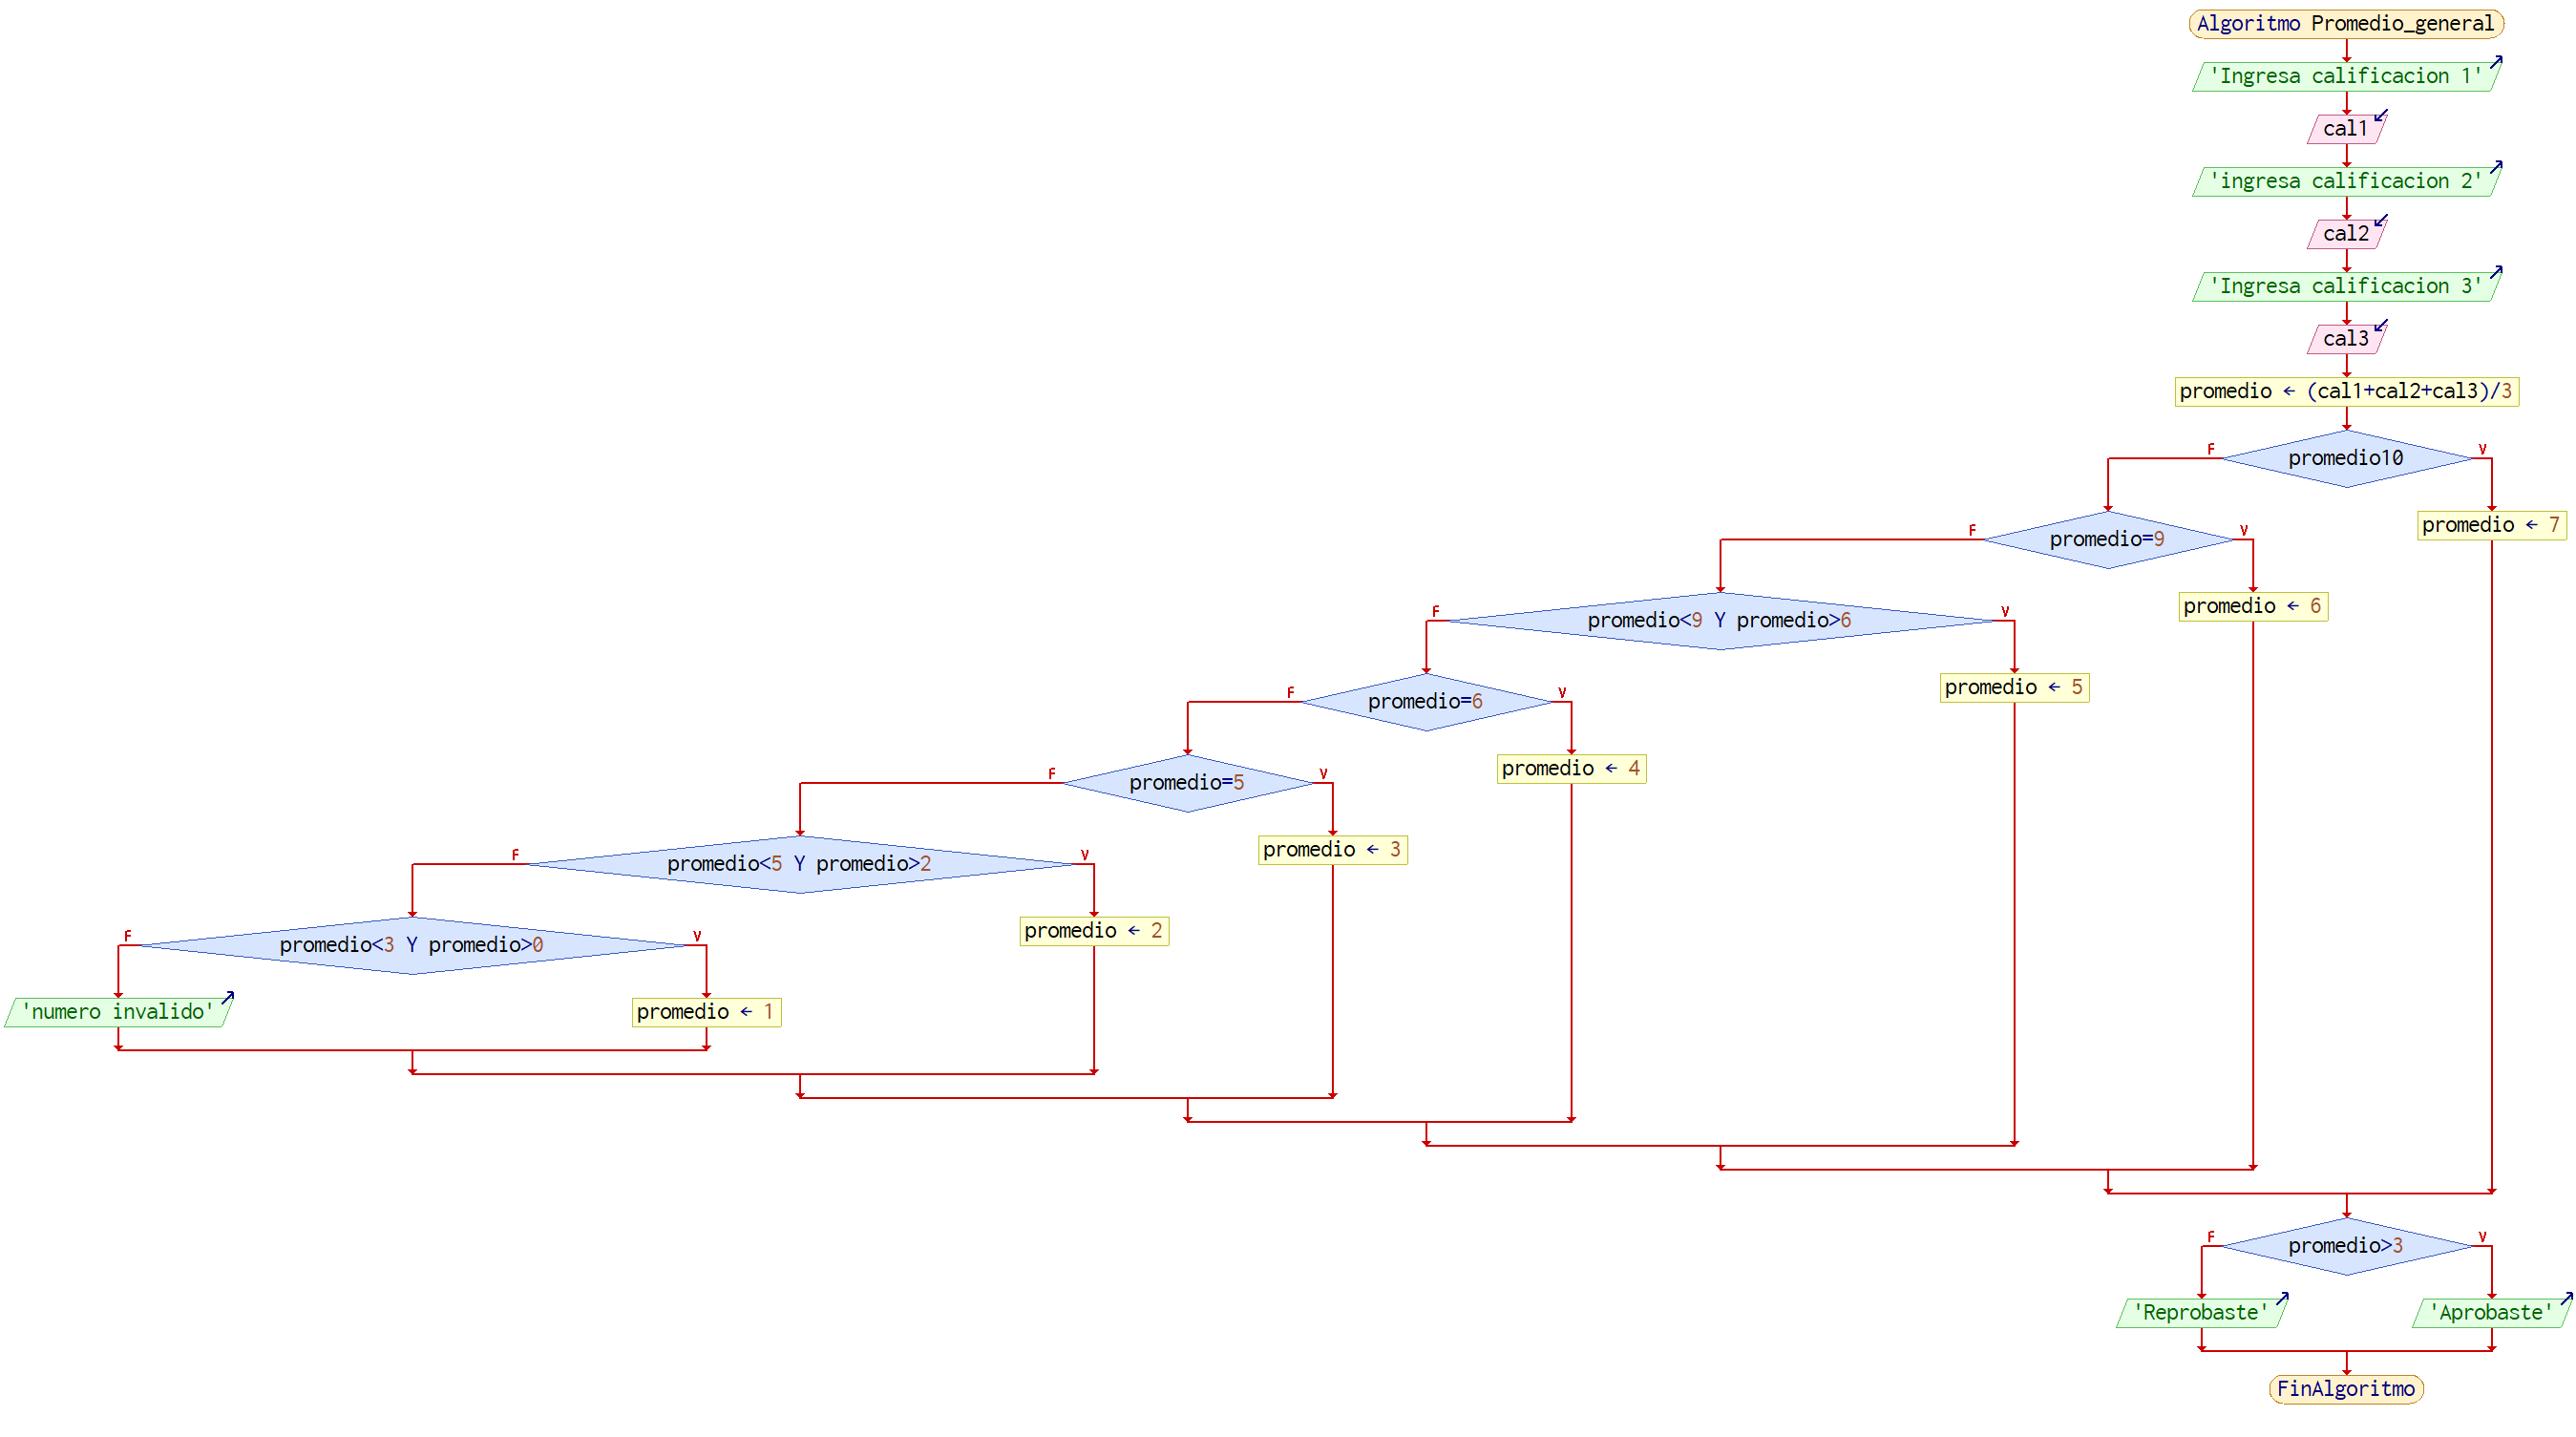 Algoritmo Promedio_general
'Ingresa calificacion 1'
cal1
'ingresa calificacion 2'
cal2
'Ingresa calificacion 3'
cal3
promedio ← (cal1+cal2+cal3)/3
F promedio10 V
promedio ← 7
F promedio=9 V
promedio ← 6
F promedio<9 Y promedio>6 V
promedio ← 5
F promedio=6 V
promedio ← 4
F promedio=5 V
promedio ← 3
F promedio<5 Y promedio>2 V
promedio ← 2
F promedio<3 Y promedio>0 V
'numero invalido' promedio ← 1
F promedio>3 V
'Reprobaste' 'Aprobaste'
FinAlgoritmo